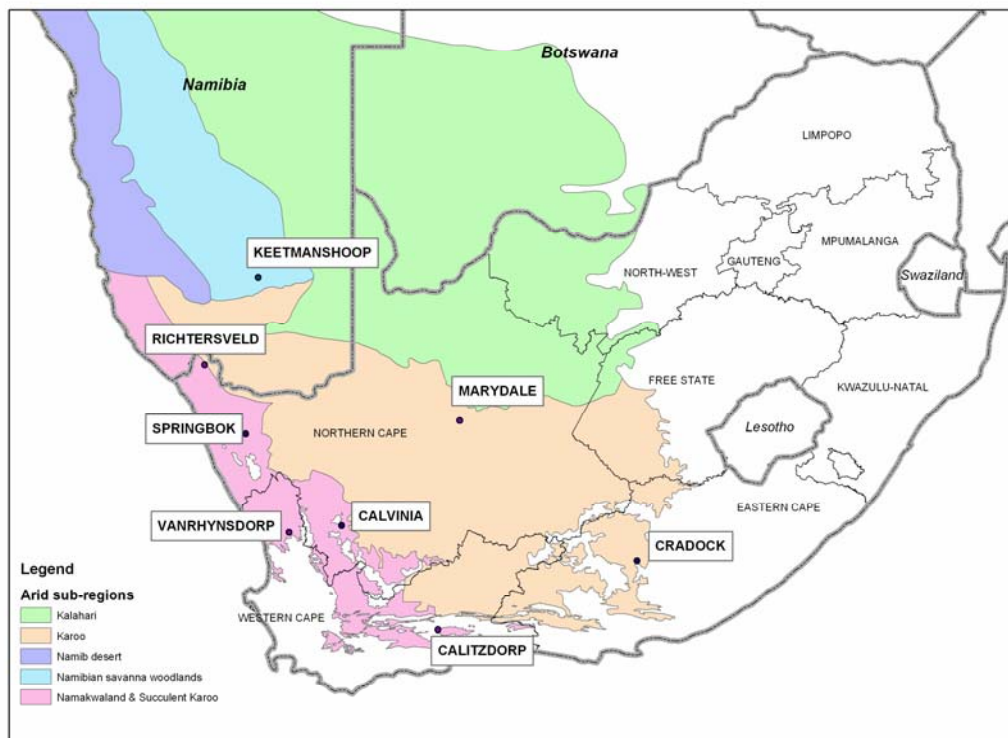 Botswana
Namibia
LIMPOPO
KEETMANSHOOP
NORTH-WEST
GAUTENG
MPUMALANGA
Swaziland
RICHTERSVELD
MARYDALE
FREE STATE
KWAZULU-NATAL
SPRINGBOK
NORTHERN CAPE
Lesotho
VANRHYNSDORP
CALVINIA
EASTERN CAPE
CRADOCK
WESTERN CAPE
CALITZDORP
Legend
Arid sub-regions
Kalahari
Karoo
Namib desert
Namibian savanna woodlands
Namakwaland & Succulent Karoo